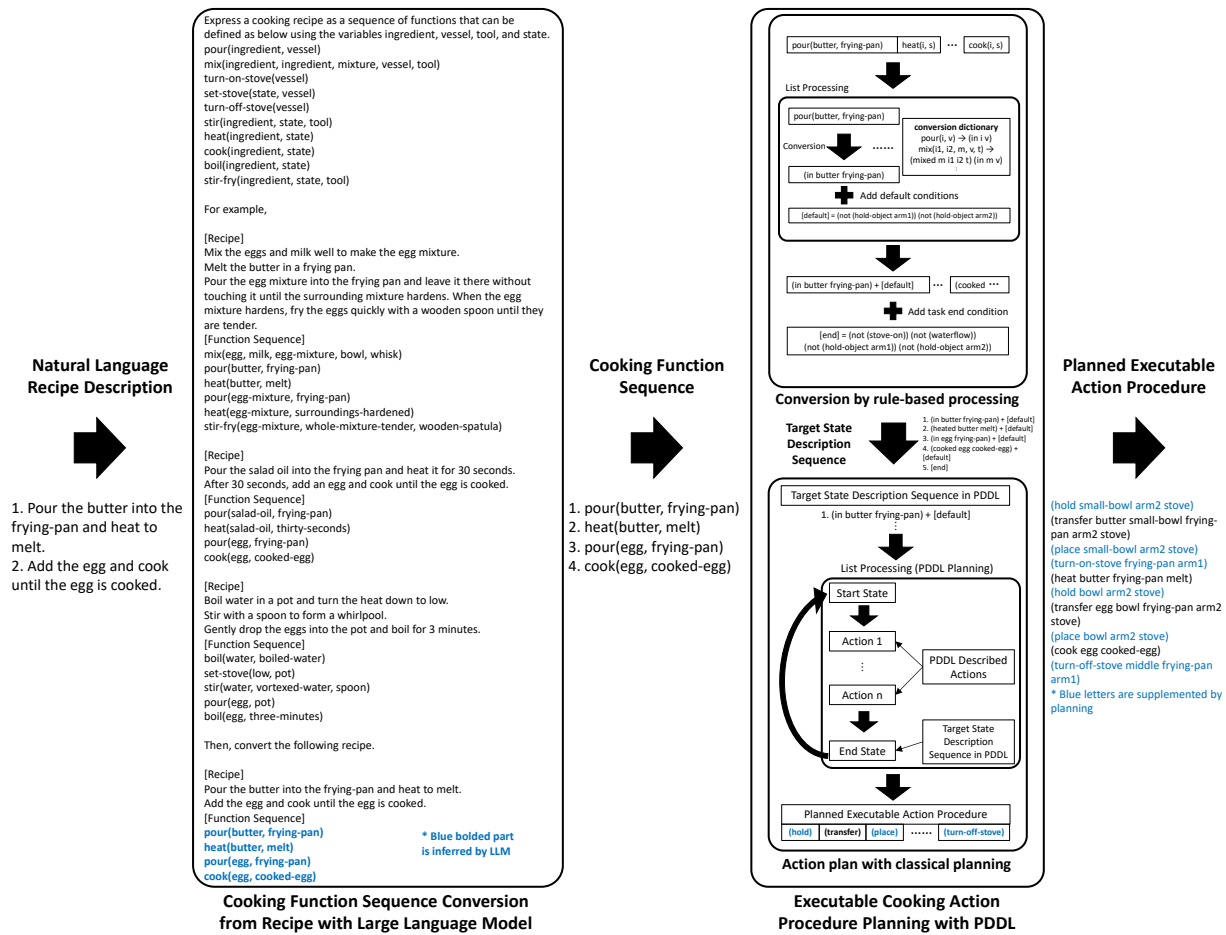 Natural Language
Recipe Description
1. Pour the butter into the
frying-pan and heat to
melt.
2. Add the egg and cook
until the egg is cooked.
Express a cooking recipe as a sequence of functions that can be
defined as below using the variables ingredient, vessel, tool, and state.
pour(ingredient, vessel)
mix(ingredient, ingredient, mixture, vessel, tool)
turn-on-stove(vessel)
set-stove(state, vessel)
turn-off-stove(vessel)
stir(ingredient, state, tool)
heat(ingredient, state)
cook(ingredient, state)
boil(ingredient, state)
stir-fry(ingredient, state, tool)
For example,
[Recipe]
Mix the eggs and milk well to make the egg mixture.
Melt the butter in a frying pan.
Pour the egg mixture into the frying pan and leave it there without
touching it until the surrounding mixture hardens. When the egg
mixture hardens, fry the eggs quickly with a wooden spoon until they
are tender.
[Function Sequence]
mix(egg, milk, egg-mixture, bowl, whisk)
pour(butter, frying-pan)
heat(butter, melt)
pour(egg-mixture, frying-pan)
heat(egg-mixture, surroundings-hardened)
stir-fry(egg-mixture, whole-mixture-tender, wooden-spatula)
[Recipe]
Pour the salad oil into the frying pan and heat it for 30 seconds.
After 30 seconds, add an egg and cook until the egg is cooked.
[Function Sequence]
pour(salad-oil, frying-pan)
heat(salad-oil, thirty-seconds)
pour(egg, frying-pan)
cook(egg, cooked-egg)
[Recipe]
Boil water in a pot and turn the heat down to low.
Stir with a spoon to form a whirlpool.
Gently drop the eggs into the pot and boil for 3 minutes.
[Function Sequence]
boil(water, boiled-water)
set-stove(low, pot)
stir(water, vortexed-water, spoon)
pour(egg, pot)
boil(egg, three-minutes)
Then, convert the following recipe.
[Recipe]
Pour the butter into the frying-pan and heat to melt.
Add the egg and cook until the egg is cooked.
[Function Sequence]
pour(butter, frying-pan)
heat(butter, melt)
pour(egg, frying-pan)
cook(egg, cooked-egg)
* Blue bolded part
is inferred by LLM
Cooking Function Sequence Conversion
from Recipe with Large Language Model
Cooking Function
Sequence
1. pour(butter, frying-pan)
2. heat(butter, melt)
3. pour(egg, frying-pan)
4. cook(egg, cooked-egg)
pour(butter, frying-pan) heat(i, s) ··· cook(i, s)
List Processing
pour(butter, frying-pan)
Conversion
······
conversion dictionary
pour(i, v) → (in i v)
mix(i1, i2, m, v, t) →
(mixed m i1 i2 t) (in m v)
⋮
(in butter frying-pan)
Add default conditions
[default] = (not (hold-object arm1)) (not (hold-object arm2))
(in butter frying-pan) + [default] ··· (cooked ···
Add task end condition
[end] = (not (stove-on)) (not (waterflow))
(not (hold-object arm1)) (not (hold-object arm2))
Conversion by rule-based processing
Target State
Description
Sequence
1. (in butter frying-pan) + [default]
2. (heated butter melt) + [default]
3. (in egg frying-pan) + [default]
4. (cooked egg cooked-egg) +
[default]
5. [end]
Target State Description Sequence in PDDL
1. (in butter frying-pan) + [default]
⋮
List Processing (PDDL Planning)
Start State
Action 1
⋮
Action n
End State
PDDL Described
Actions
Target State
Description
Sequence in PDDL
Planned Executable Action Procedure
(hold) (transfer) (place) ······ (turn-off-stove)
Action plan with classical planning
Executable Cooking Action
Procedure Planning with PDDL
Planned Executable
Action Procedure
(hold small-bowl arm2 stove)
(transfer butter small-bowl frying-
pan arm2 stove)
(place small-bowl arm2 stove)
(turn-on-stove frying-pan arm1)
(heat butter frying-pan melt)
(hold bowl arm2 stove)
(transfer egg bowl frying-pan arm2
stove)
(place bowl arm2 stove)
(cook egg cooked-egg)
(turn-off-stove middle frying-pan
arm1)
* Blue letters are supplemented by
planning